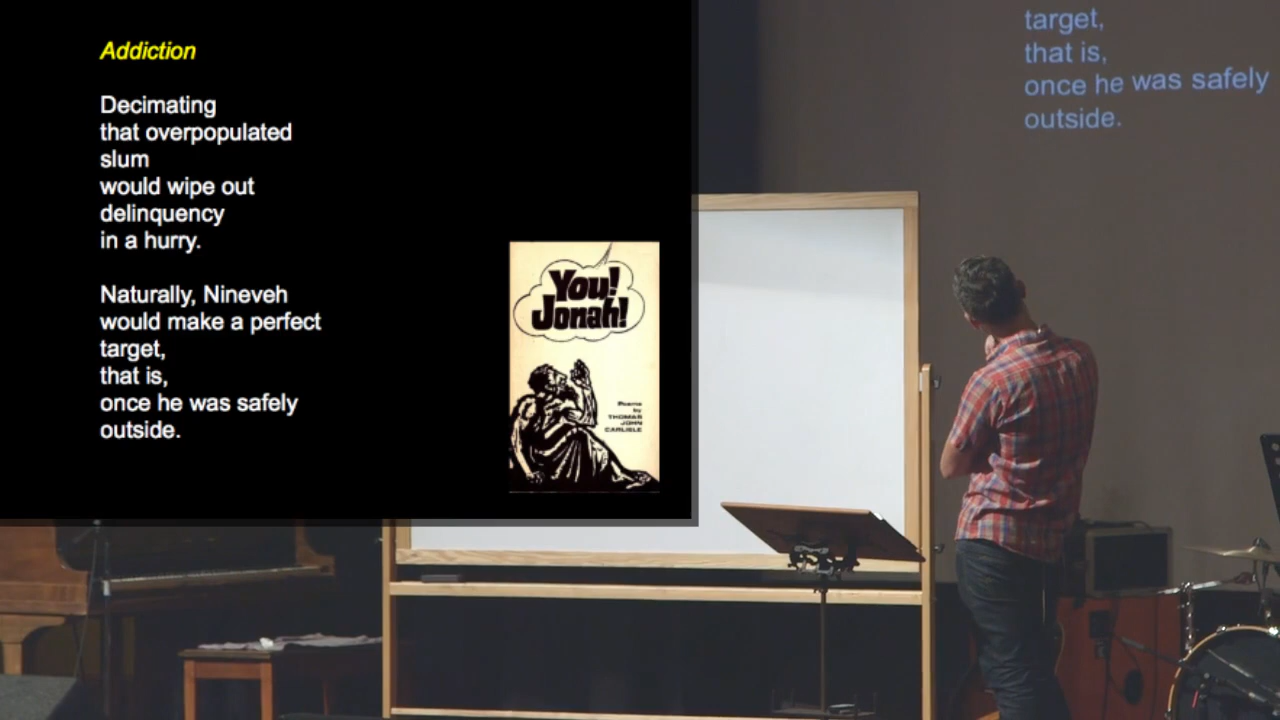 Addiction
Decimating
that overpopulated
slum
would wipe out
delinquency
in a hurry.
Naturally, Nineveh
would make a perfect
target,
that is,
once he was safely
outside.
You!
Jonah!
Poems
by
THOMAS
JOHN
CARLISLE
target,
that is,
once he was safely
outside.